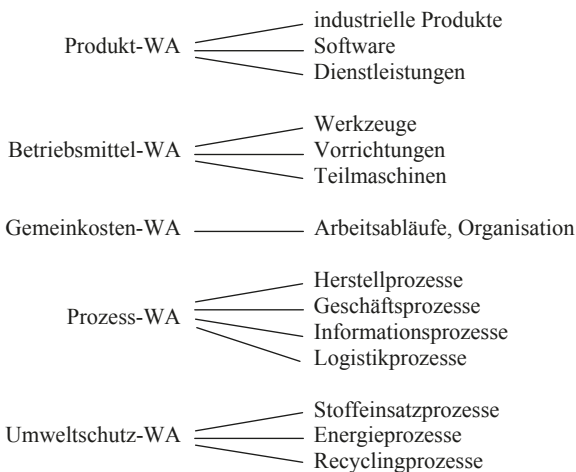 industrielle Produkte
Produkt-WA Software
Dienstleistungen
Werkzeuge
Betriebsmittel-WA Vorrichtungen
Teilmaschinen
Gemeinkosten-WA Arbeitsabläufe, Organisation
Herstellprozesse
Geschäftsprozesse
Prozess-WA
Informationsprozesse
Logistikprozesse
Stoffeinsatzprozesse
Umweltschutz-WA Energieprozesse
Recyclingprozesse